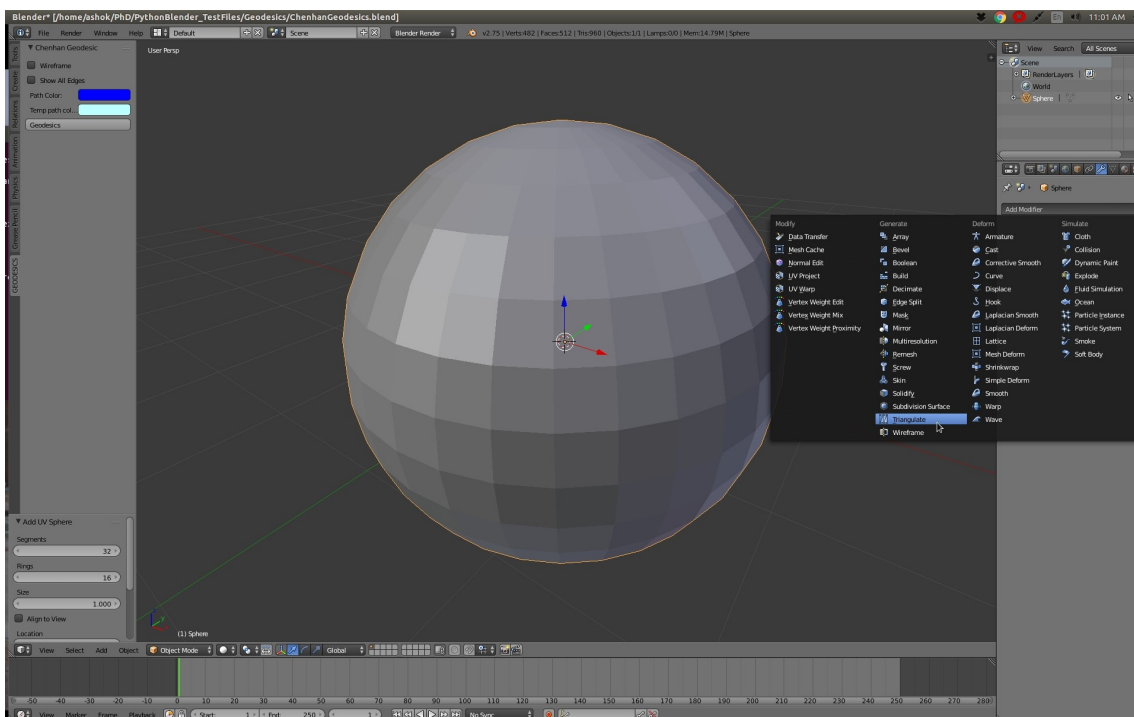 Blender* [/home/ashok/PhD/PythonBlender_TestFiles/Geodesics/ChenhanGeodesics.blend]
En 11:01 AM
File Render Window Help Default Scene Blender Render v2.75 | Verts:482 | Faces:512 | Tris:960 | Objects:1/1 | Lamps:0/0 | Mem:14.79M | Sphere
Chenhan Geodesic
Wireframe
Show All Edges
Path Color:
Temp path col..
Geodesics
Tools
Create
Relations
Animation
Physics
Grease Pencil
GEODESICS
User Persp
View Search All Scenes
Scene
RenderLayers
World
Sphere
Sphere
Add Modifier
Modify
Data Transfer
Mesh Cache
Normal Edit
UV Project
UV Warp
Vertex Weight Edit
Vertex Weight Mix
Vertex Weight Proximity
Generate
Array
Bevel
Boolean
Build
Decimate
Edge Split
Mask
Mirror
Multiresolution
Remesh
Screw
Skin
Solidify
Subdivision Surface
Triangulate
Wireframe
Deform
Armature
Cast
Corrective Smooth
Curve
Displace
Hook
Laplacian Smooth
Laplacian Deform
Lattice
Mesh Deform
Shrinkwrap
Simple Deform
Smooth
Warp
Wave
Simulate
Cloth
Collision
Dynamic Paint
Explode
Fluid Simulation
Ocean
Particle Instance
Particle System
Smoke
Soft Body
Add UV Sphere
Segments
32
Rings
16
Size
1.000
Align to View
Location
(1) Sphere
View Select Add Object Object Mode Global
-50 -40 -30 -20 -10 0 10 20 30 40 50 60 70 80 90 100 110 120 130 140 150 160 170 180 190 200 210 220 230 240 250 260 270 280
View Marker Frame Playback Start: 1 End: 250 1 No Sync